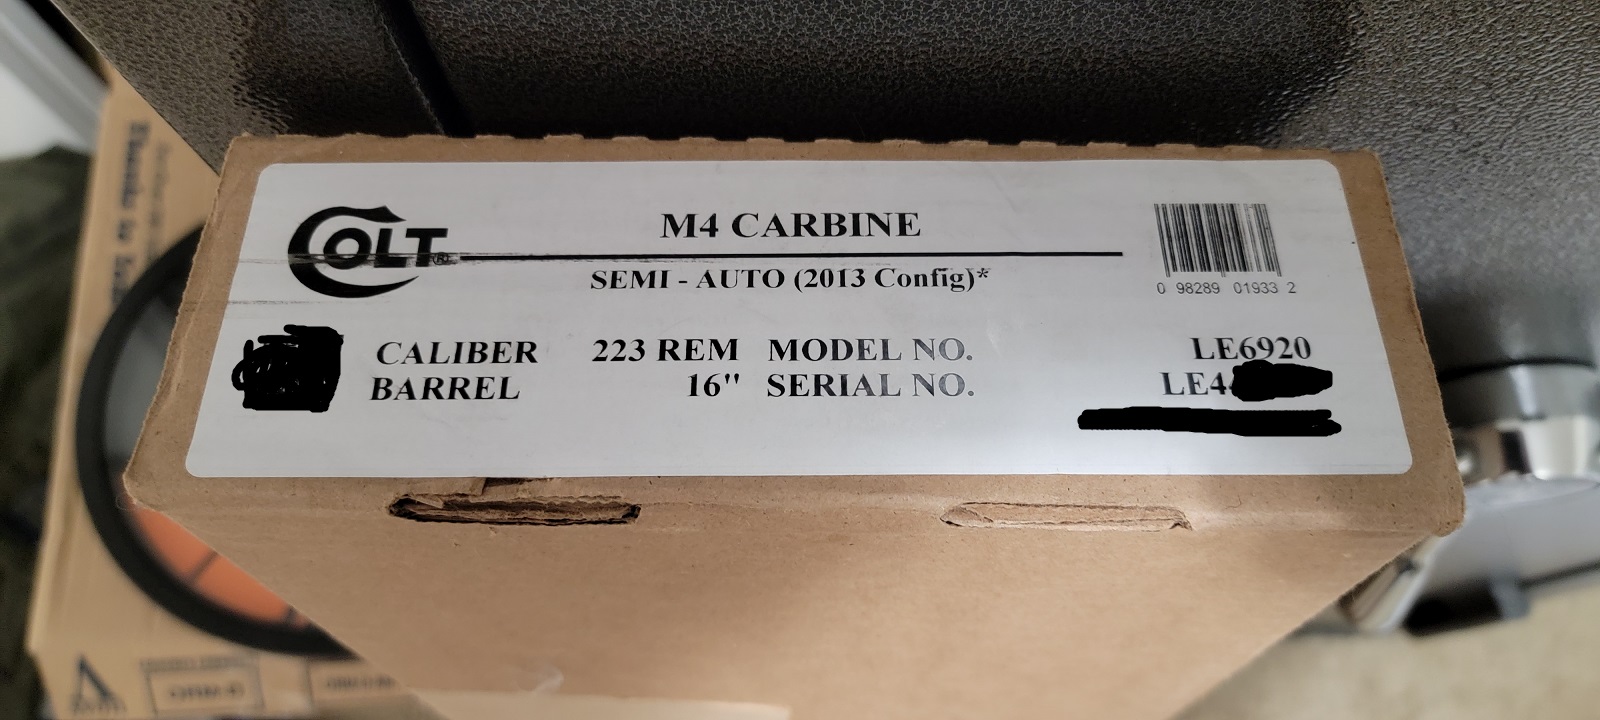 COLT®
M4 CARBINE
SEMI - AUTO (2013 Config)*
0 98289 01933 2
CALIBER 223 REM MODEL NO. LE6920
BARREL 16" SERIAL NO. LE4